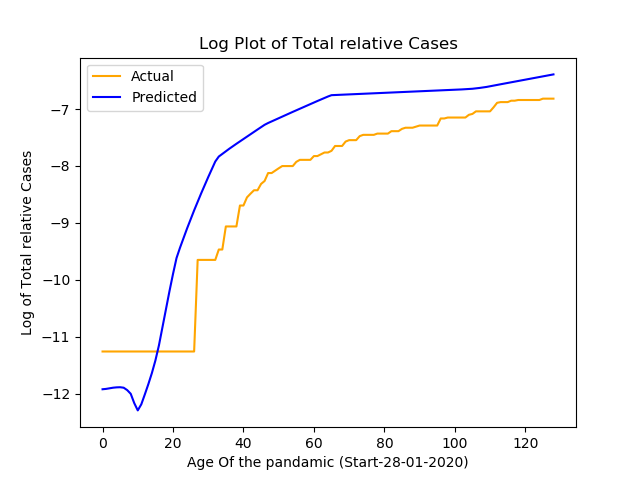 Log Plot of Total relative Cases
Actual
Predicted
Log of Total relative Cases
−7
−8
−9
−10
−11
−12
0 20 40 60 80 100 120
Age Of the pandamic (Start-28-01-2020)